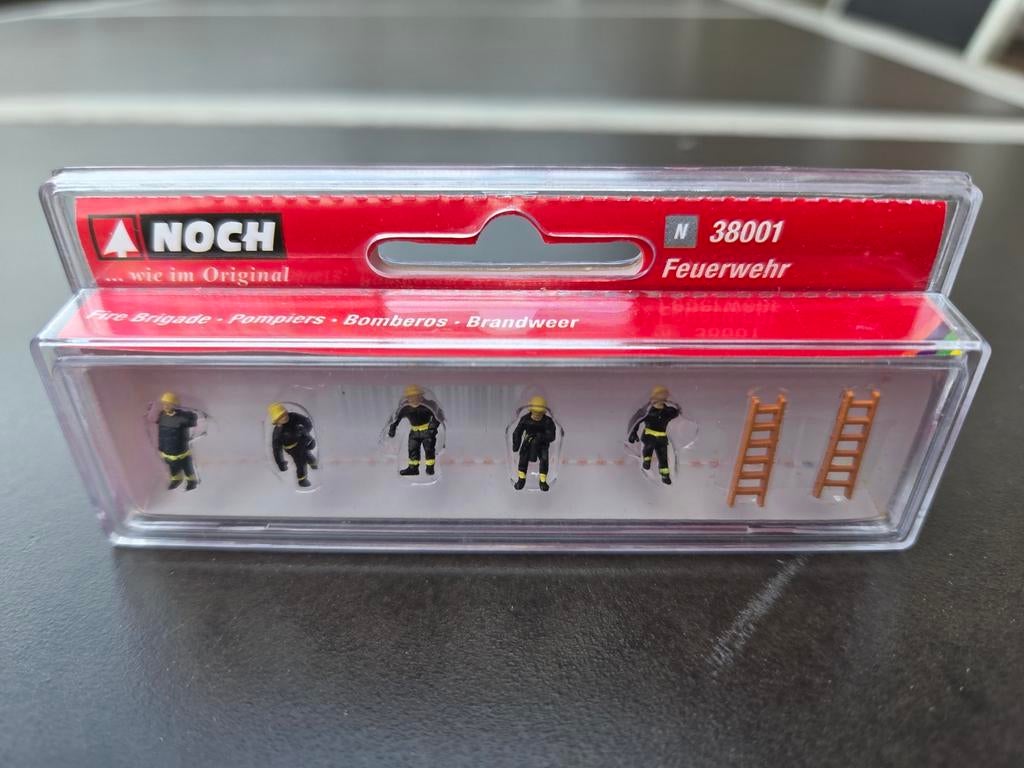 NOCH
... wie im Original
N 38001
Feuerwehr
Fire Brigade · Pompiers · Bomberos · Brandweer